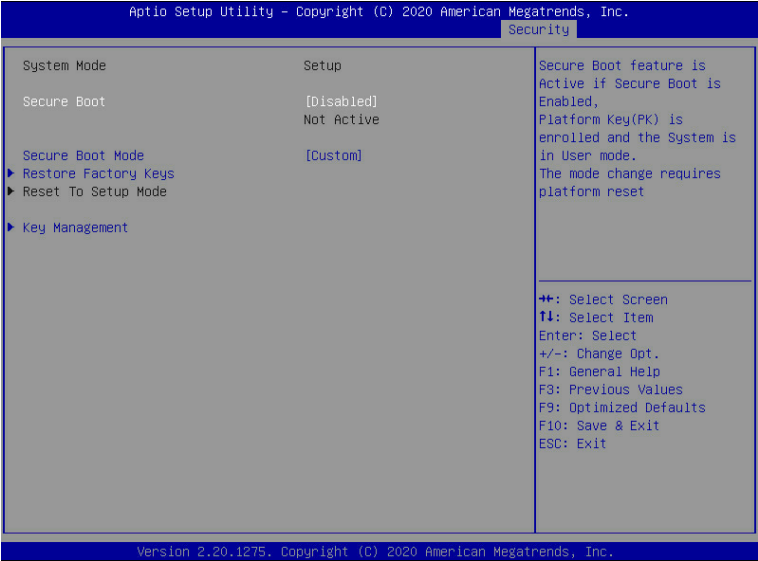 Aptio Setup Utility – Copyright (C) 2020 American Megatrends, Inc.
Security
System Mode Setup
Secure Boot [Disabled]
Not Active
Secure Boot Mode [Custom]
Restore Factory Keys
Reset To Setup Mode
Key Management
Secure Boot feature is
Active if Secure Boot is
Enabled,
Platform Key(PK) is
enrolled and the System is
in User mode.
The mode change requires
platform reset
→←: Select Screen
↑↓: Select Item
Enter: Select
+/-: Change Opt.
F1: General Help
F3: Previous Values
F9: Optimized Defaults
F10: Save & Exit
ESC: Exit
Version 2.20.1275. Copyright (C) 2020 American Megatrends, Inc.